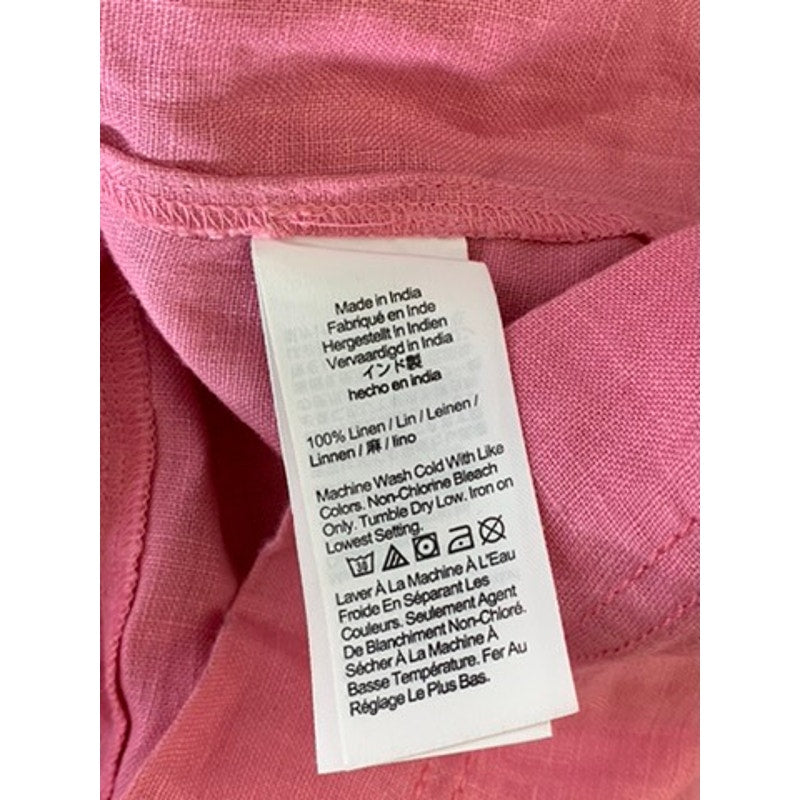 Made in India
Fabriqué en Inde
Hergestellt in Indien
Vervaardigd in India
インド製
hecho en india
100% Linen / Lin / Leinen /
Linnen / 麻 / lino
Machine Wash Cold With Like
Colors. Non-Chlorine Bleach
Only. Tumble Dry Low. Iron on
Lowest Setting.
30
Laver À La Machine À L'Eau
Froide En Séparant Les
Couleurs. Seulement Agent
De Blanchiment Non-Chloré.
Sécher À La Machine À
Basse Température. Fer Au
Réglage Le Plus Bas.